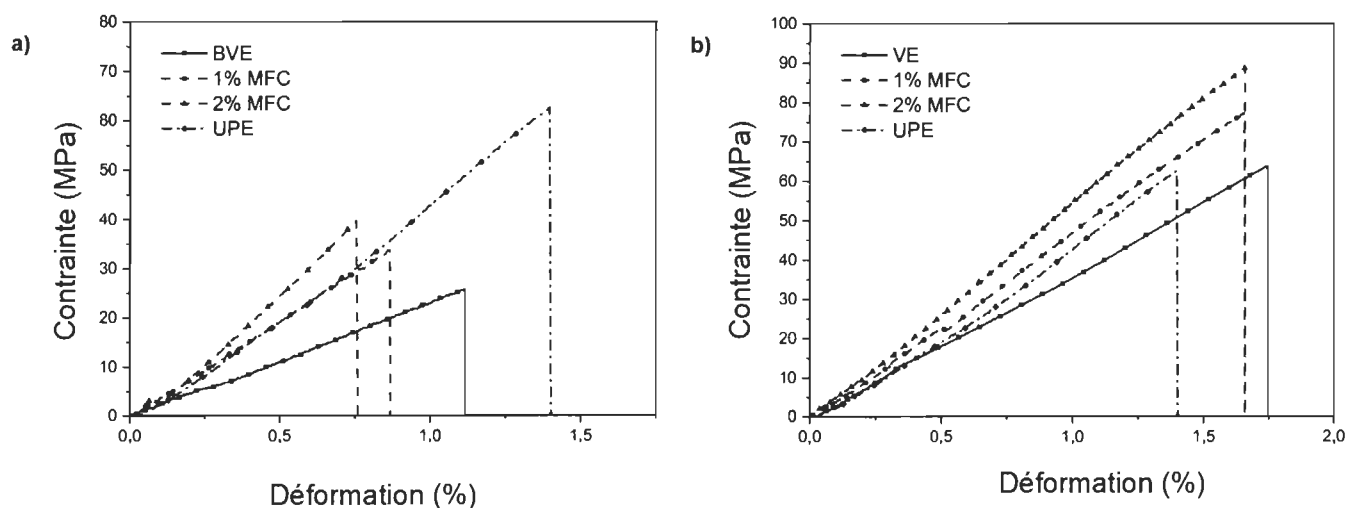 a)
80
70
60
50
40
30
20
10
0
Contrainte (MPa)
BVE
1% MFC
2% MFC
UPE
0,0 0,5 1,0 1,5
Déformation (%)
b)
100
90
80
70
60
50
40
30
20
10
0
Contrainte (MPa)
VE
1% MFC
2% MFC
UPE
0,0 0,5 1,0 1,5 2,0
Déformation (%)